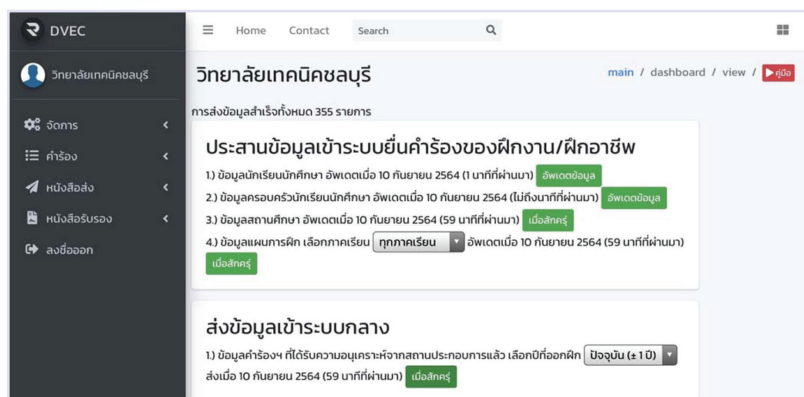 DVEC
Home Contact Search
วิทยาลัยเทคนิคชลบุรี
จัดการ
คำร้อง
หนังสือส่ง
หนังสือรับรอง
ลงชื่อออก
วิทยาลัยเทคนิคชลบุรี
main / dashboard / view / คู่มือ
การส่งข้อมูลสำเร็จทั้งหมด 355 รายการ
ประสานข้อมูลเข้าระบบยื่นคำร้องของฝึกงาน/ฝึกอาชีพ
1.) ข้อมูลนักเรียนนักศึกษา อัพเดตเมื่อ 10 กันยายน 2564 (1 นาทีที่ผ่านมา) อัพเดตข้อมูล
2.) ข้อมูลครอบครัวนักเรียนนักศึกษา อัพเดตเมื่อ 10 กันยายน 2564 (ไม่ถึงนาทีที่ผ่านมา) อัพเดตข้อมูล
3.) ข้อมูลสถานศึกษา อัพเดตเมื่อ 10 กันยายน 2564 (59 นาทีที่ผ่านมา) เมื่อสักครู่
4.) ข้อมูลแผนการฝึก เลือกภาคเรียน ทุกภาคเรียน อัพเดตเมื่อ 10 กันยายน 2564 (59 นาทีที่ผ่านมา)
เมื่อสักครู่
ส่งข้อมูลเข้าระบบกลาง
1.) ข้อมูลคำร้องฯ ที่ได้รับความอนุเคราะห์จากสถานประกอบการแล้ว เลือกปีที่ออกฝึก ปัจจุบัน (± 1 ปี)
ส่งเมื่อ 10 กันยายน 2564 (59 นาทีที่ผ่านมา) เมื่อสักครู่